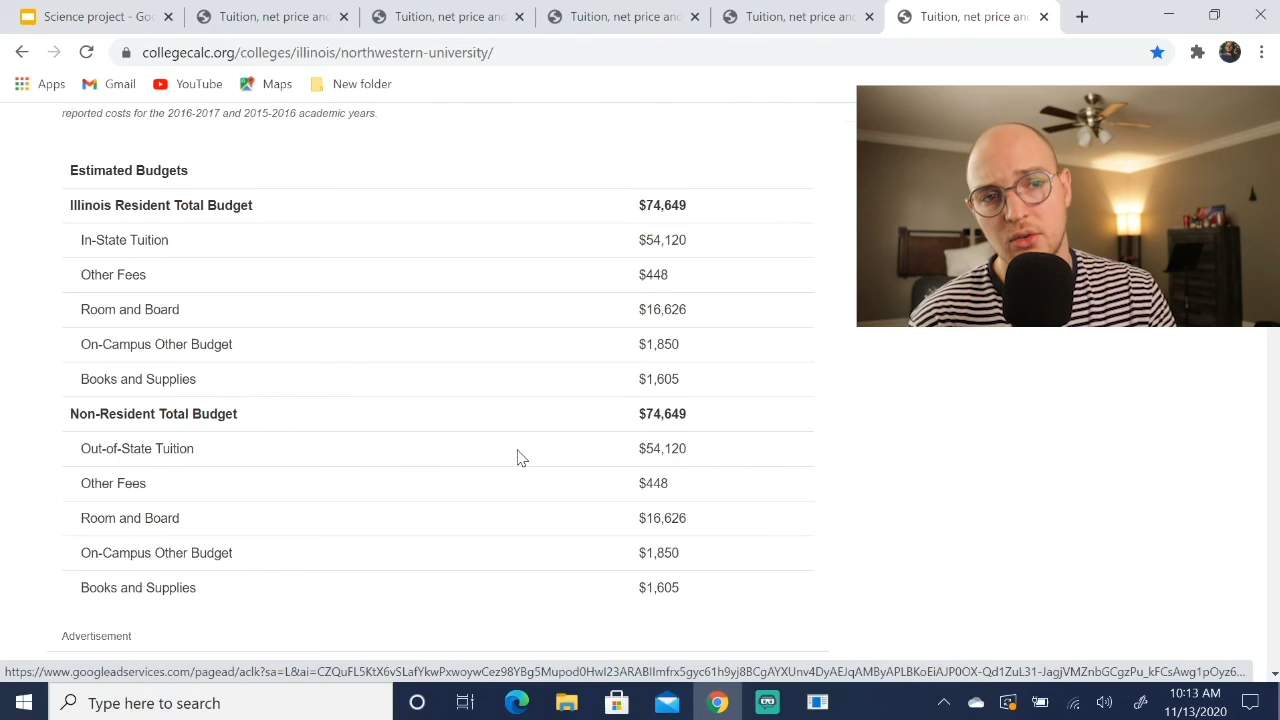 Science project - Goo
Tuition, net price and
Tuition, net price and
Tuition, net price and
Tuition, net price and
Tuition, net price and
collegecalc.org/colleges/illinois/northwestern-university/
Apps
Gmail
YouTube
Maps
New folder
reported costs for the 2016-2017 and 2015-2016 academic years.
Estimated Budgets
Illinois Resident Total Budget $74,649
In-State Tuition $54,120
Other Fees $448
Room and Board $16,626
On-Campus Other Budget $1,850
Books and Supplies $1,605
Non-Resident Total Budget $74,649
Out-of-State Tuition $54,120
Other Fees $448
Room and Board $16,626
On-Campus Other Budget $1,850
Books and Supplies $1,605
Advertisement
Type here to search
10:13 AM
11/13/2020